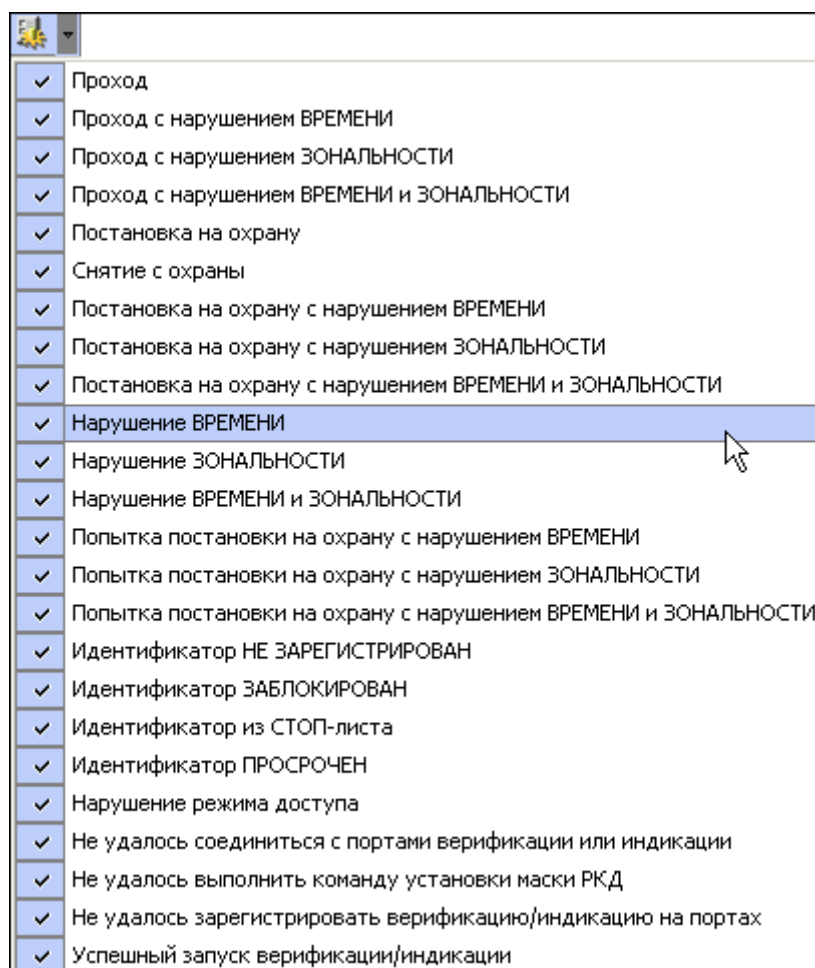 Проход
Проход с нарушением ВРЕМЕНИ
Проход с нарушением ЗОНАЛЬНОСТИ
Проход с нарушением ВРЕМЕНИ и ЗОНАЛЬНОСТИ
Постановка на охрану
Снятие с охраны
Постановка на охрану с нарушением ВРЕМЕНИ
Постановка на охрану с нарушением ЗОНАЛЬНОСТИ
Постановка на охрану с нарушением ВРЕМЕНИ и ЗОНАЛЬНОСТИ
Нарушение ВРЕМЕНИ
Нарушение ЗОНАЛЬНОСТИ
Нарушение ВРЕМЕНИ и ЗОНАЛЬНОСТИ
Попытка постановки на охрану с нарушением ВРЕМЕНИ
Попытка постановки на охрану с нарушением ЗОНАЛЬНОСТИ
Попытка постановки на охрану с нарушением ВРЕМЕНИ и ЗОНАЛЬНОСТИ
Идентификатор НЕ ЗАРЕГИСТРИРОВАН
Идентификатор ЗАБЛОКИРОВАН
Идентификатор из СТОП-листа
Идентификатор ПРОСРОЧЕН
Нарушение режима доступа
Не удалось соединиться с портами верификации или индикации
Не удалось выполнить команду установки маски РКД
Не удалось зарегистрировать верификацию/индикацию на портах
Успешный запуск верификации/индикации